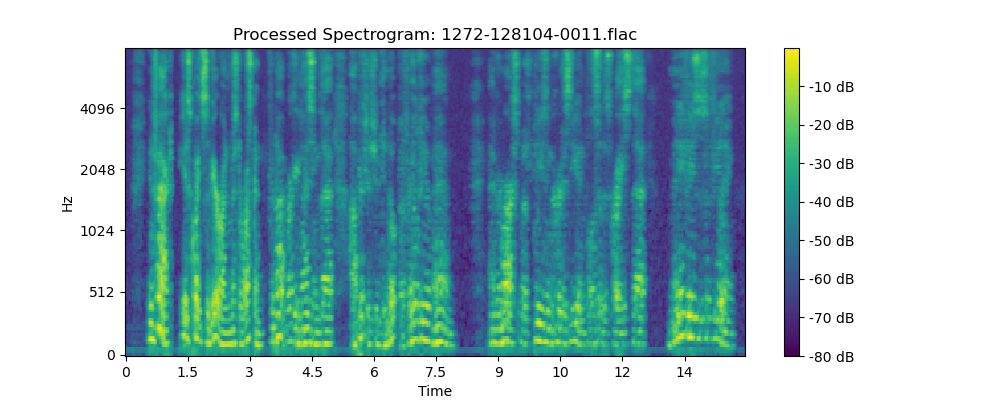 Processed Spectrogram: 1272-128104-0011.flac
Hz
4096
2048
1024
512
0
0 1.5 3 4.5 6 7.5 9 10 12 14
Time
-10 dB
-20 dB
-30 dB
-40 dB
-50 dB
-60 dB
-70 dB
-80 dB